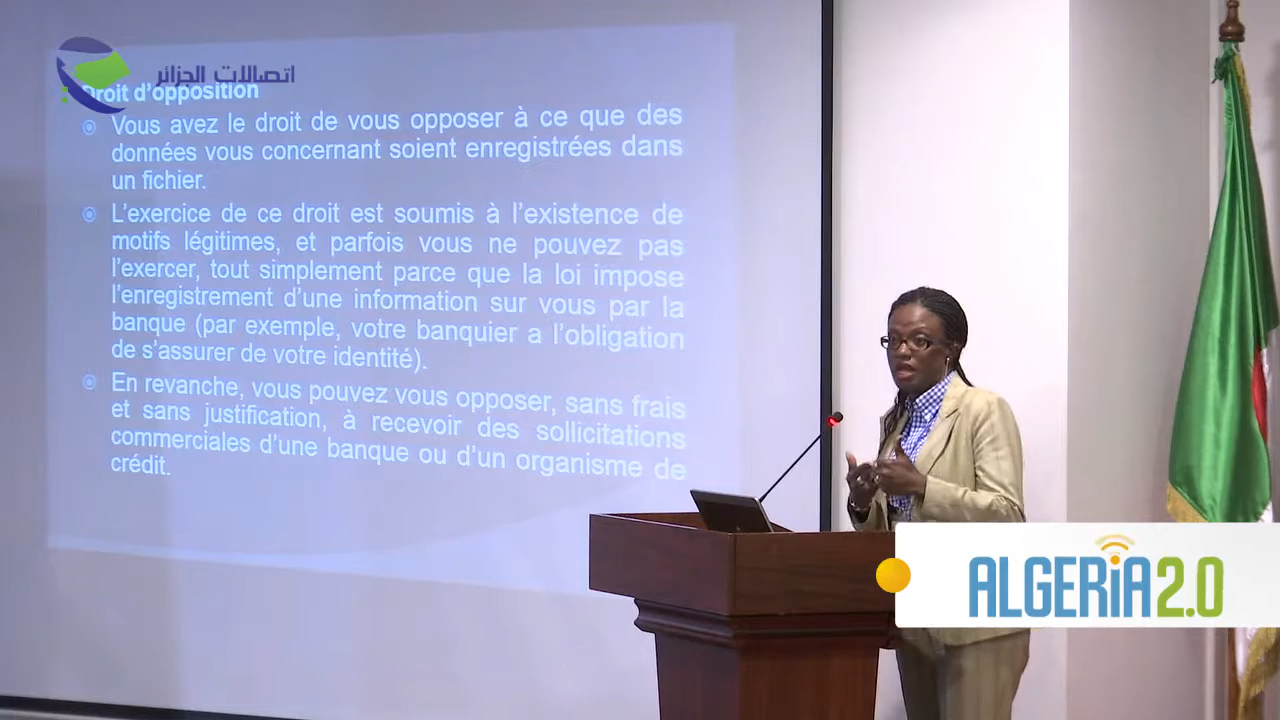 اتصالات الجزائر
Droit d’opposition
Vous avez le droit de vous opposer à ce que des
données vous concernant soient enregistrées dans
un fichier.
L’exercice de ce droit est soumis à l’existence de
motifs légitimes, et parfois vous ne pouvez pas
l’exercer, tout simplement parce que la loi impose
l’enregistrement d’une information sur vous par la
banque (par exemple, votre banquier a l’obligation
de s’assurer de votre identité).
En revanche, vous pouvez vous opposer, sans frais
et sans justification, à recevoir des sollicitations
commerciales d’une banque ou d’un organisme de
crédit.
ALGERiA 2.0